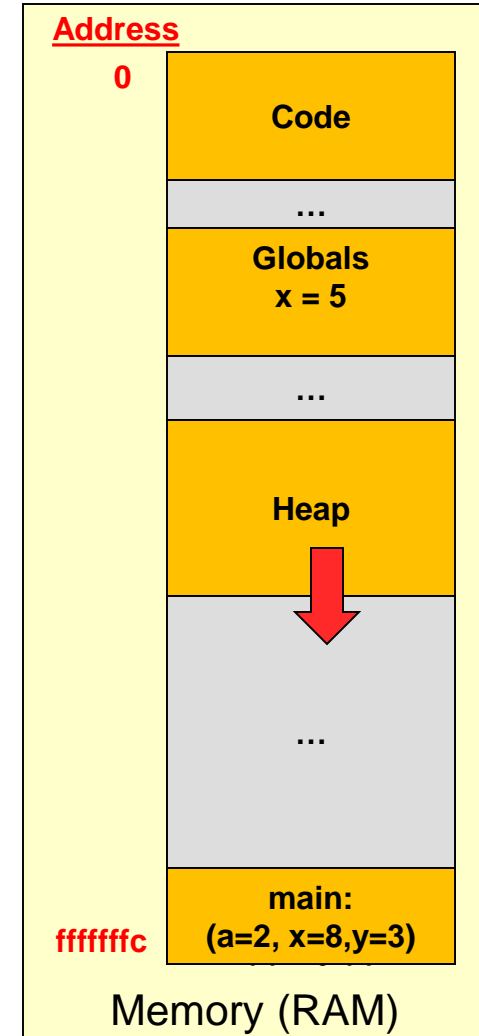 Address
0
Code
...
Globals
x = 5
...
Heap
...
main:
(a=2, x=8,y=3)
fffffffc
Memory (RAM)